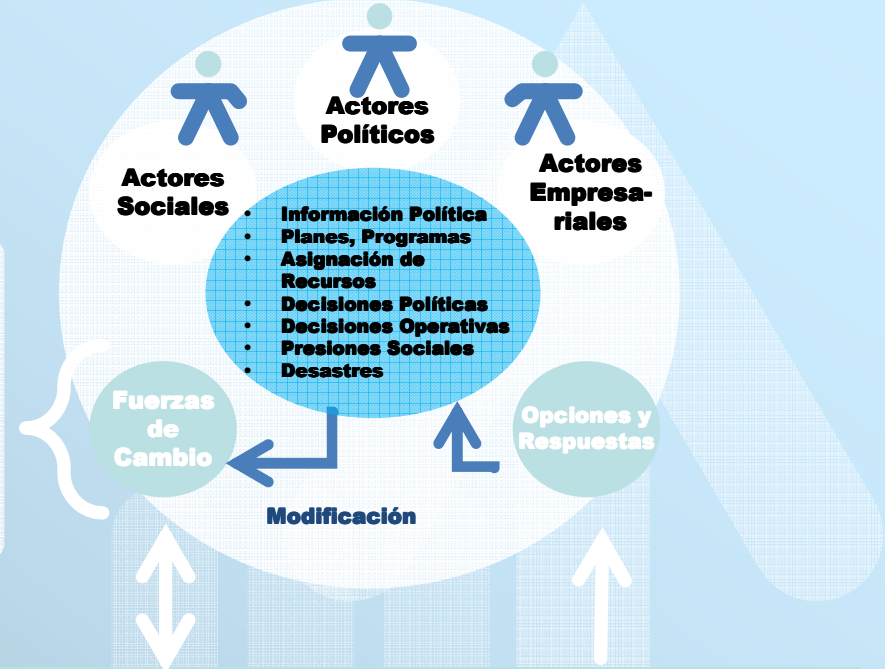 Actores
Políticos
Actores
Sociales
Actores
Empresa-
riales
• Información Política
• Planes, Programas
• Asignación de
Recursos
• Decisiones Políticas
• Decisiones Operativas
• Presiones Sociales
• Desastres
Fuerzas
de
Cambio
Opciones y
Respuestas
Modificación